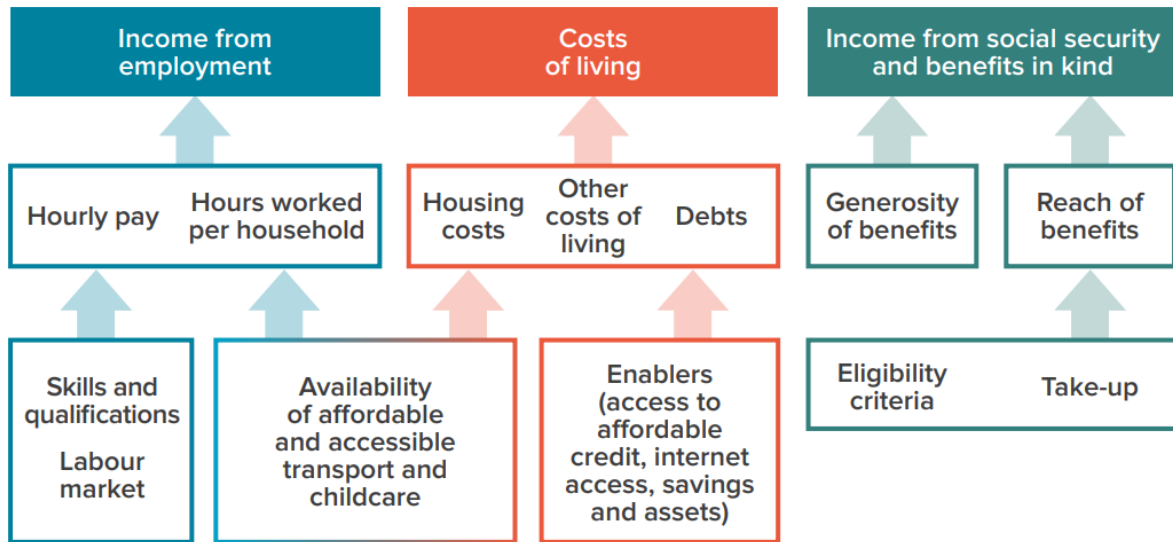 Income from
employment
Costs
of living
Income from social security
and benefits in kind
Hourly pay
Hours worked
per household
Housing
costs
Other
costs of
living
Debts
Generosity
of benefits
Reach of
benefits
Skills and
qualifications
Labour
market
Availability
of affordable
and accessible
transport and
childcare
Enablers
(access to
affordable
credit, internet
access, savings
and assets)
Eligibility
criteria
Take-up